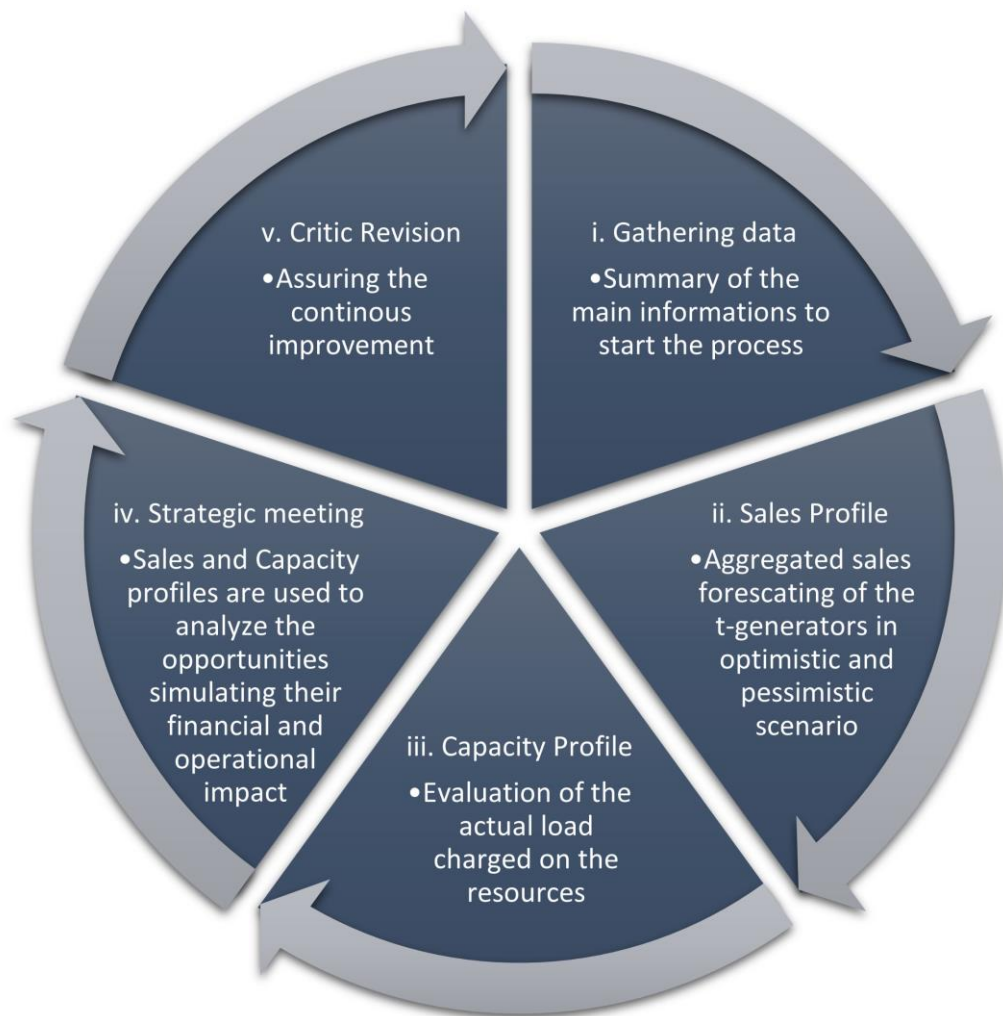 i. Gathering data
•Summary of the
main informations to
start the process
ii. Sales Profile
•Aggregated sales
forescating of the
t-generators in
optimistic and
pessimistic
scenario
iii. Capacity Profile
•Evaluation of the
actual load
charged on the
resources
iv. Strategic meeting
•Sales and Capacity
profiles are used to
analyze the
opportunities
simulating their
financial and
operational
impact
v. Critic Revision
•Assuring the
continous
improvement